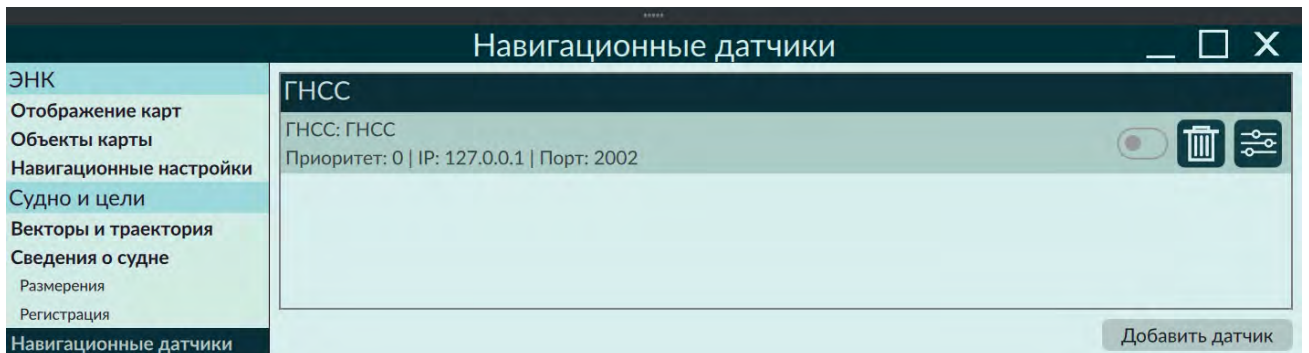 Навигационные датчики
ЭНК
Отображение карт
Объекты карты
Навигационные настройки
Судно и цели
Векторы и траектория
Сведения о судне
Размерения
Регистрация
Навигационные датчики
ГНСС
ГНСС: ГНСС
Приоритет: 0 | IP: 127.0.0.1 | Порт: 2002
Добавить датчик